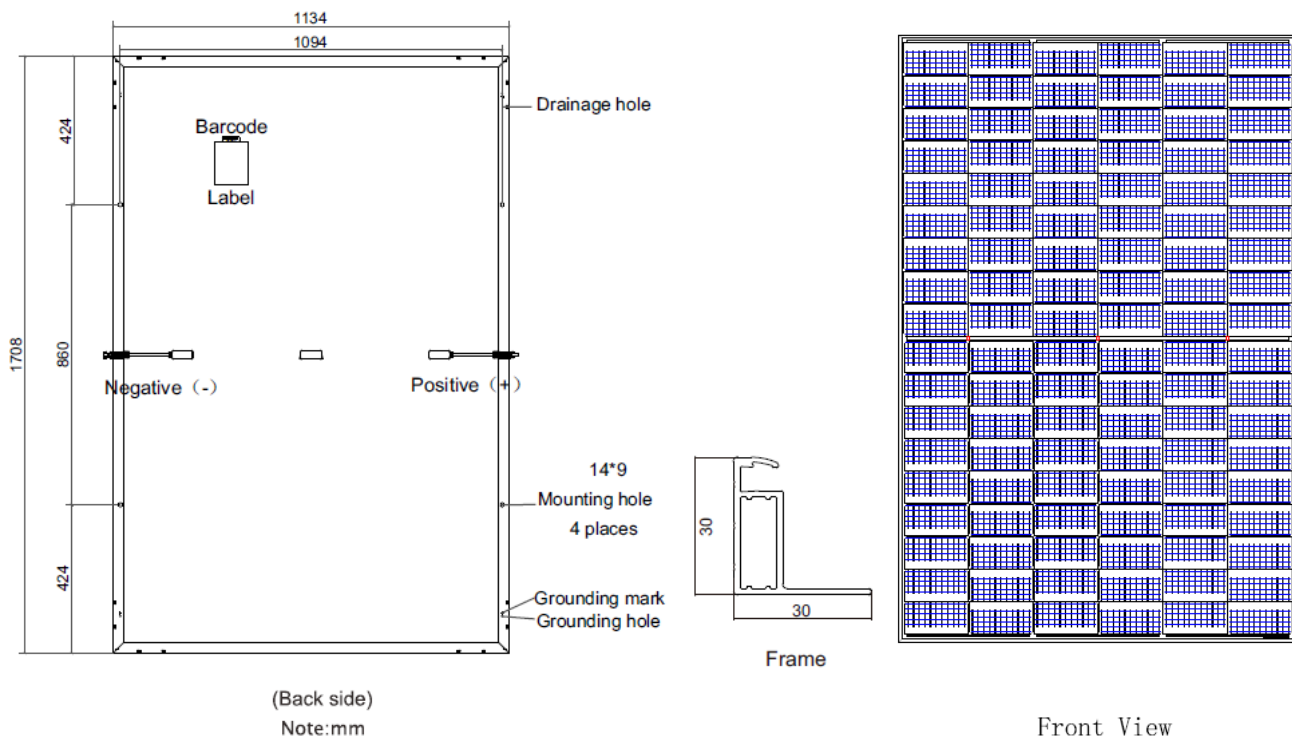 1134
1094
Drainage hole
424
Barcode
Label
1708
860
Negative（-）
Positive（+）
14*9
Mounting hole
4 places
424
30
Grounding mark
Grounding hole
30
Frame
(Back side)
Note:mm
Front View